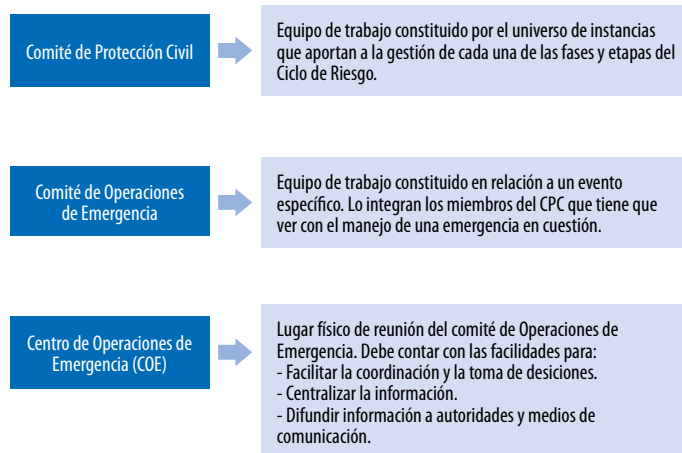 Comité de Protección Civil
Equipo de trabajo constituido por el universo de instancias
que aportan a la gestión de cada una de las fases y etapas del
Ciclo de Riesgo.
Comité de Operaciones
de Emergencia
Equipo de trabajo constituido en relación a un evento
específico. Lo integran los miembros del CPC que tiene que
ver con el manejo de una emergencia en cuestión.
Centro de Operaciones de
Emergencia (COE)
Lugar físico de reunión del comité de Operaciones de
Emergencia. Debe contar con las facilidades para:
- Facilitar la coordinación y la toma de desiciones.
- Centralizar la información.
- Difundir información a autoridades y medios de
comunicación.